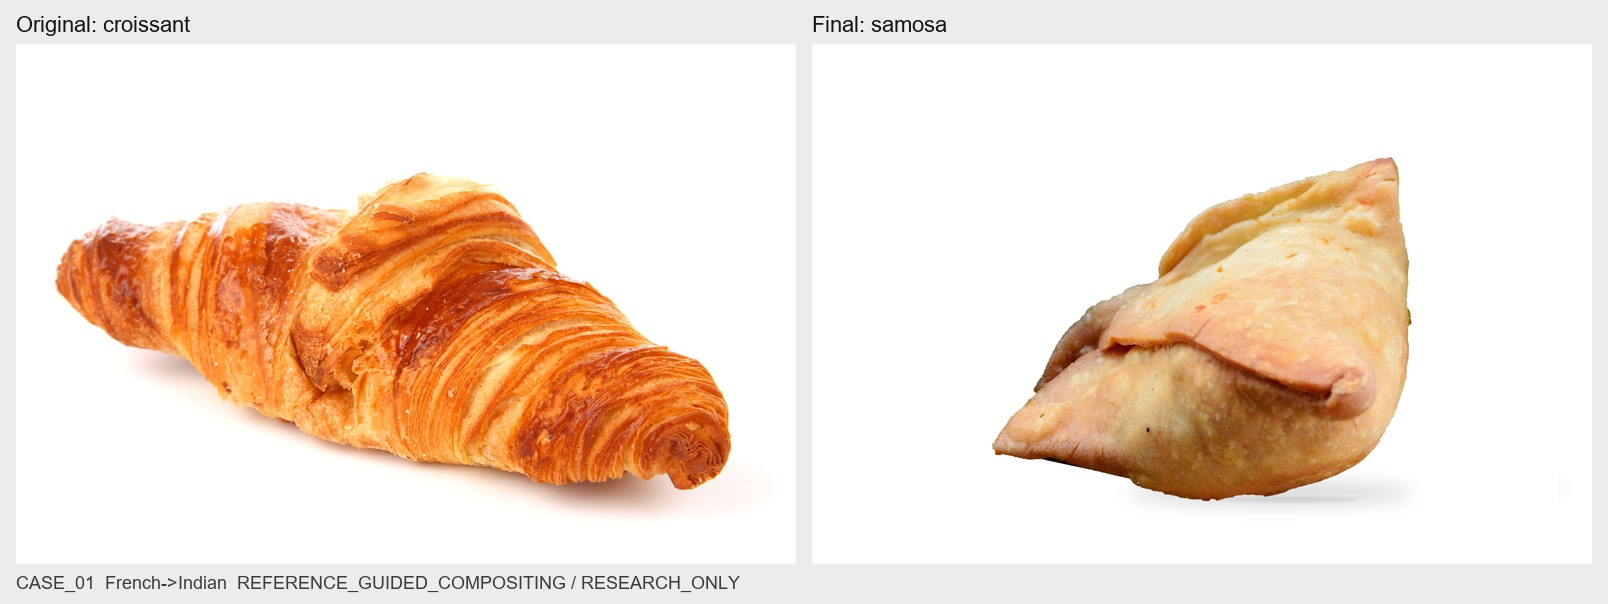 Original: croissant
Final: samosa
CASE_01 French->Indian REFERENCE_GUIDED_COMPOSITING / RESEARCH_ONLY